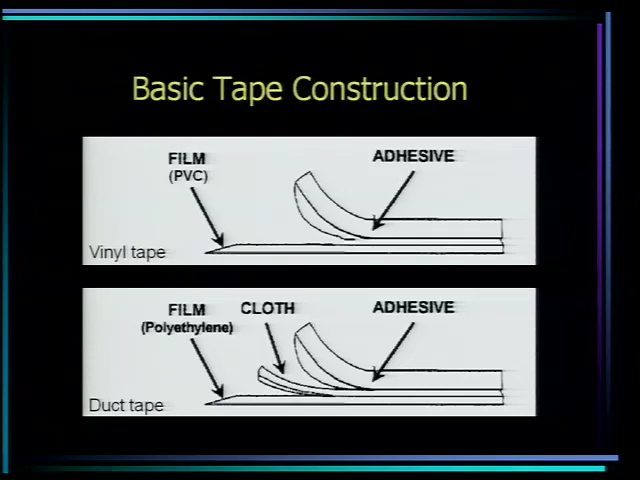 Basic Tape Construction
FILM
(PVC)
ADHESIVE
Vinyl tape
FILM
(Polyethylene)
CLOTH
ADHESIVE
Duct tape